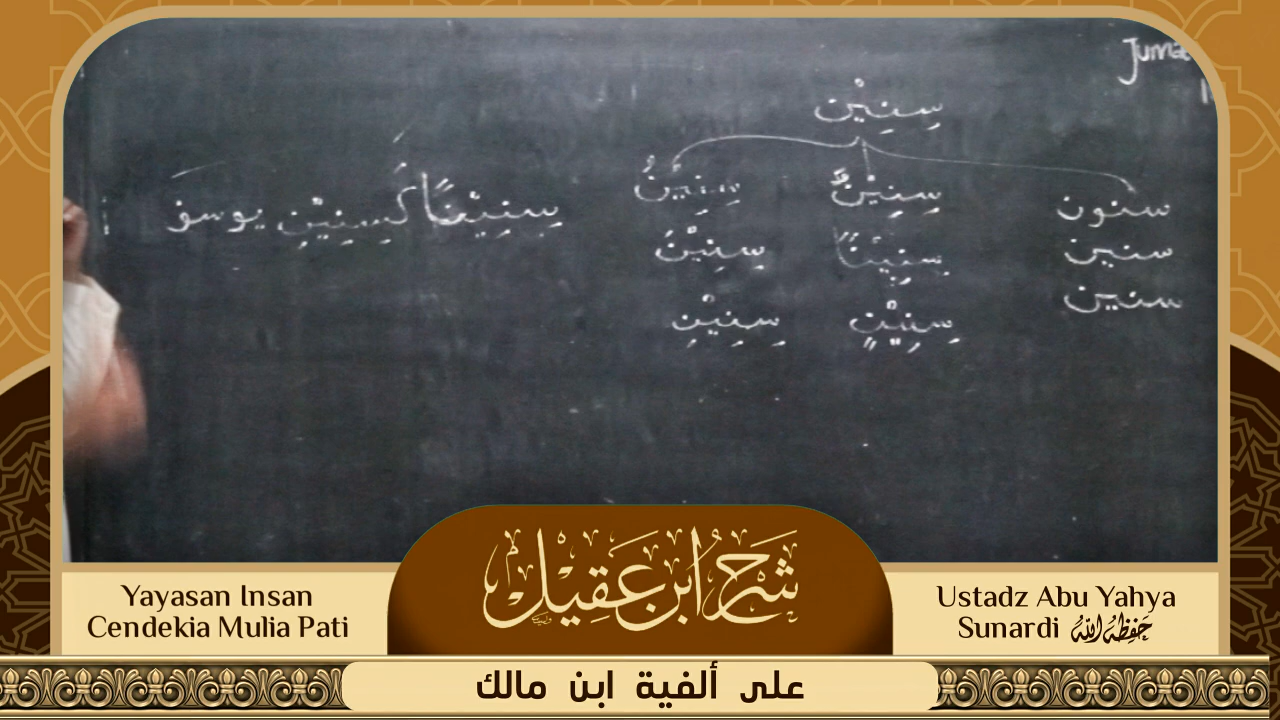 Juma
سِنِيْن
سنون
سنين
سنين
سِنِيْنٌ
سِنِيْنًا
سِنِيْنٍ
سِنِيْنُ
سِنِيْنَ
سِنِيْنِ
سِنِيْنًا كَسِنِيْنِ يوسف
شرح ابن عقيل
على ألفية ابن مالك
Yayasan Insan
Cendekia Mulia Pati
Ustadz Abu Yahya
Sunardi حفظه الله